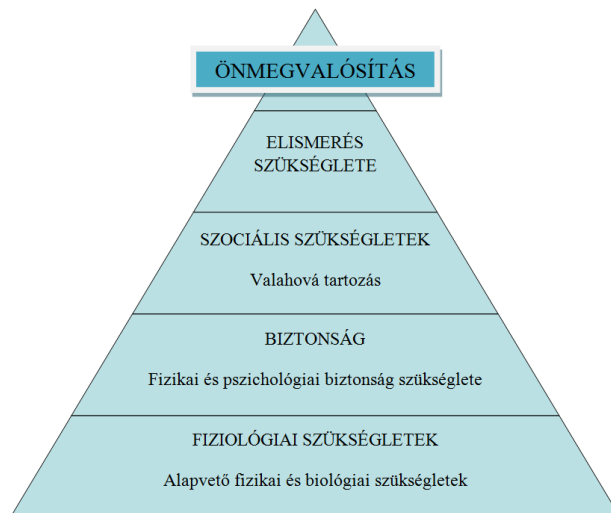 ÖNMEGVALÓSÍTÁS
ELISMERÉS
SZÜKSÉGLETE
SZOCIÁLIS SZÜKSÉGLETEK
Valahová tartozás
BIZTONSÁG
Fizikai és pszichológiai biztonság szükséglete
FIZIOLÓGIAI SZÜKSÉGLETEK
Alapvető fizikai és biológiai szükségletek